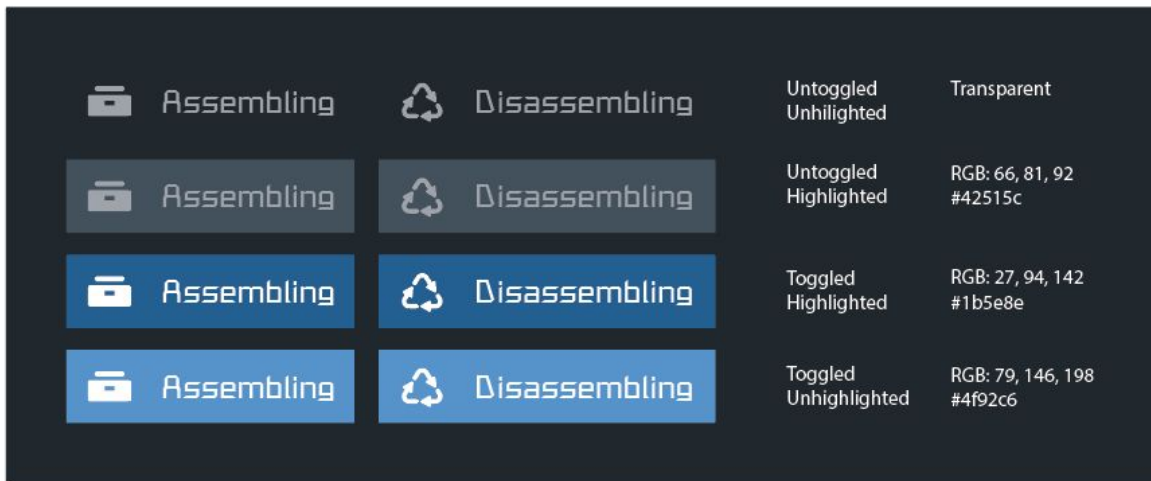 Assembling Disassembling Untoggled Transparent
Unhilighted
Assembling Disassembling Untoggled RGB: 66, 81, 92
Highlighted #42515c
Assembling Disassembling Toggled RGB: 27, 94, 142
Highlighted #1b5e8e
Assembling Disassembling Toggled RGB: 79, 146, 198
Unhighlighted #4f92c6